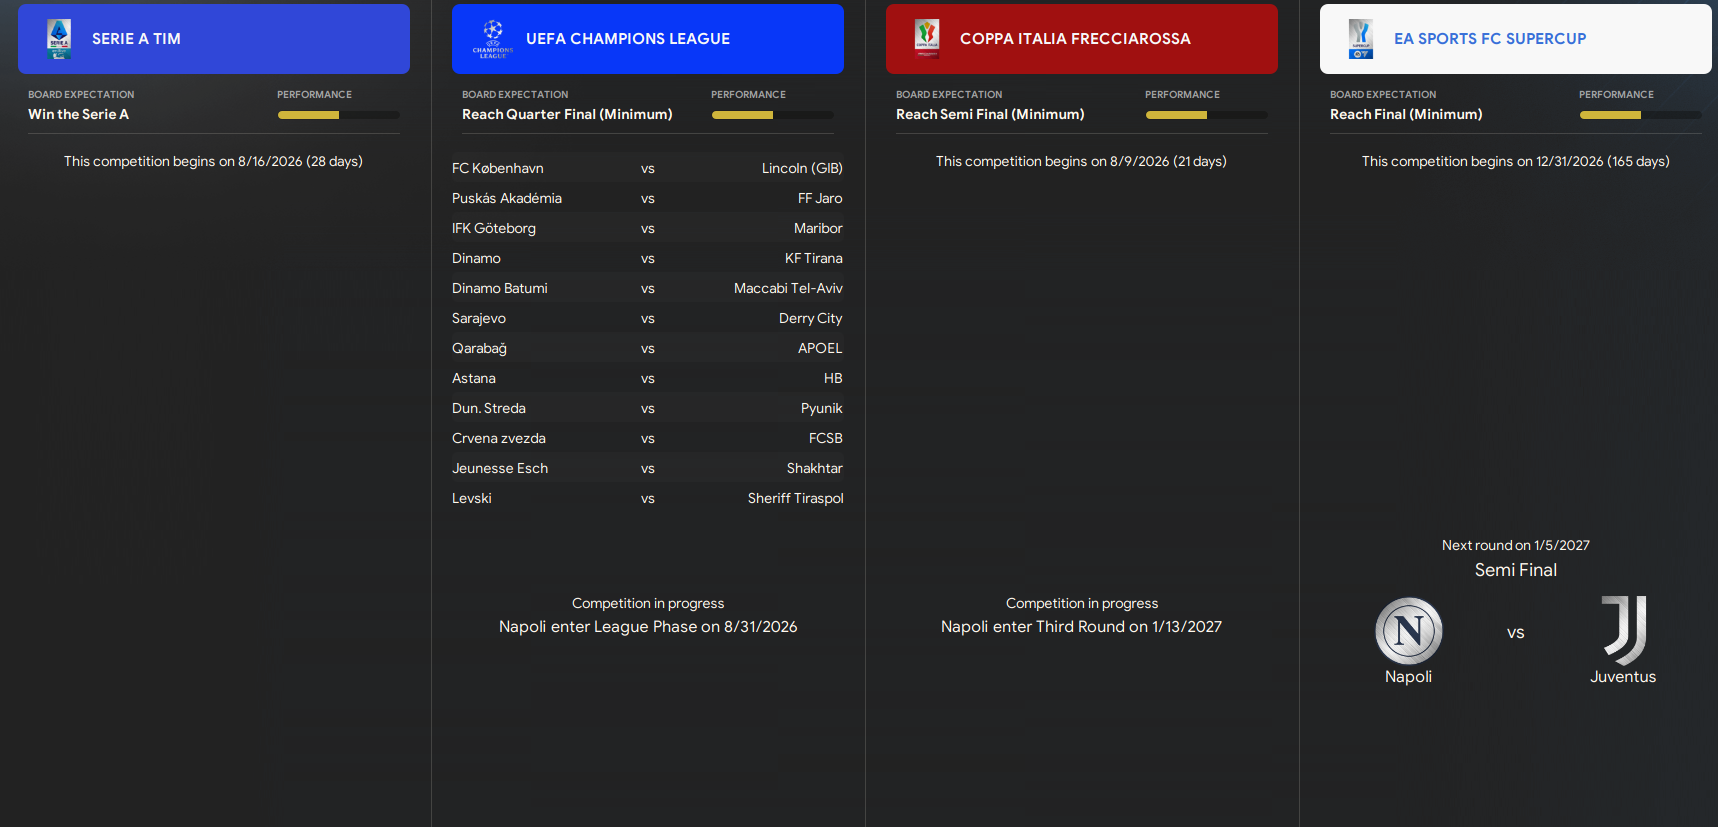 SERIE A TIM
BOARD EXPECTATION PERFORMANCE
Win the Serie A
This competition begins on 8/16/2026 (28 days)
CHAMPIONS LEAGUE
UEFA CHAMPIONS LEAGUE
BOARD EXPECTATION PERFORMANCE
Reach Quarter Final (Minimum)
FC København vs Lincoln (GIB)
Puskás Akadémia vs FF Jaro
IFK Göteborg vs Maribor
Dinamo vs KF Tirana
Dinamo Batumi vs Maccabi Tel-Aviv
Sarajevo vs Derry City
Qarabağ vs APOEL
Astana vs HB
Dun. Streda vs Pyunik
Crvena zvezda vs FCSB
Jeunesse Esch vs Shakhtar
Levski vs Sheriff Tiraspol
Competition in progress
Napoli enter League Phase on 8/31/2026
COPPA ITALIA FRECCIAROSSA
BOARD EXPECTATION PERFORMANCE
Reach Semi Final (Minimum)
This competition begins on 8/9/2026 (21 days)
Competition in progress
Napoli enter Third Round on 1/13/2027
EA SPORTS FC SUPERCUP
BOARD EXPECTATION PERFORMANCE
Reach Final (Minimum)
This competition begins on 12/31/2026 (165 days)
Next round on 1/5/2027
Semi Final
N vs J
Napoli Juventus